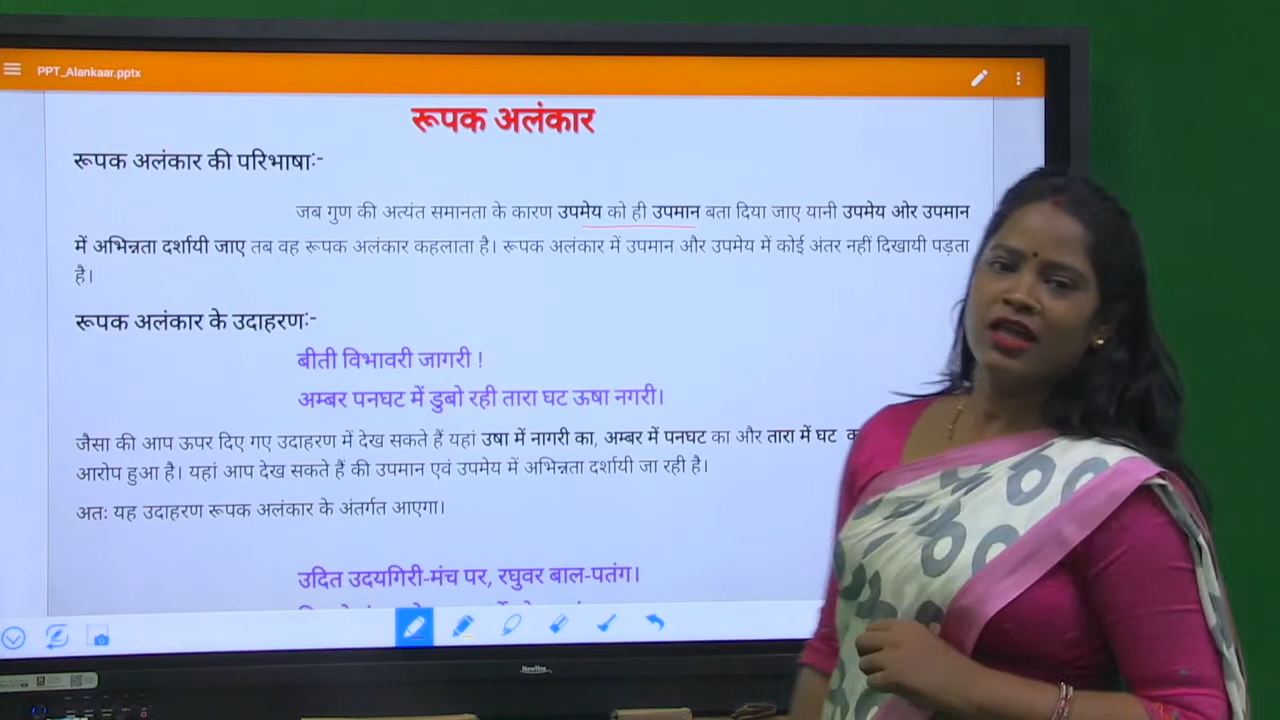 PPT_Alankaar.pptx
रूपक अलंकार
रूपक अलंकार की परिभाषा:-
जब गुण की अत्यंत समानता के कारण उपमेय को ही उपमान बता दिया जाए यानी उपमेय ओर उपमान
में अभिन्नता दर्शायी जाए तब वह रूपक अलंकार कहलाता है। रूपक अलंकार में उपमान और उपमेय में कोई अंतर नहीं दिखायी पड़ता
है।
रूपक अलंकार के उदाहरण:-
बीती विभावरी जागरी !
अम्बर पनघट में डुबो रही तारा घट ऊषा नगरी।
जैसा की आप ऊपर दिए गए उदाहरण में देख सकते हैं यहां उषा में नागरी का, अम्बर में पनघट का और तारा में घट
आरोप हुआ है। यहां आप देख सकते हैं की उपमान एवं उपमेय में अभिन्नता दर्शायी जा रही है।
अतः यह उदाहरण रूपक अलंकार के अंतर्गत आएगा।
उदित उदयगिरी-मंच पर, रघुवर बाल-पतंग।
Newline